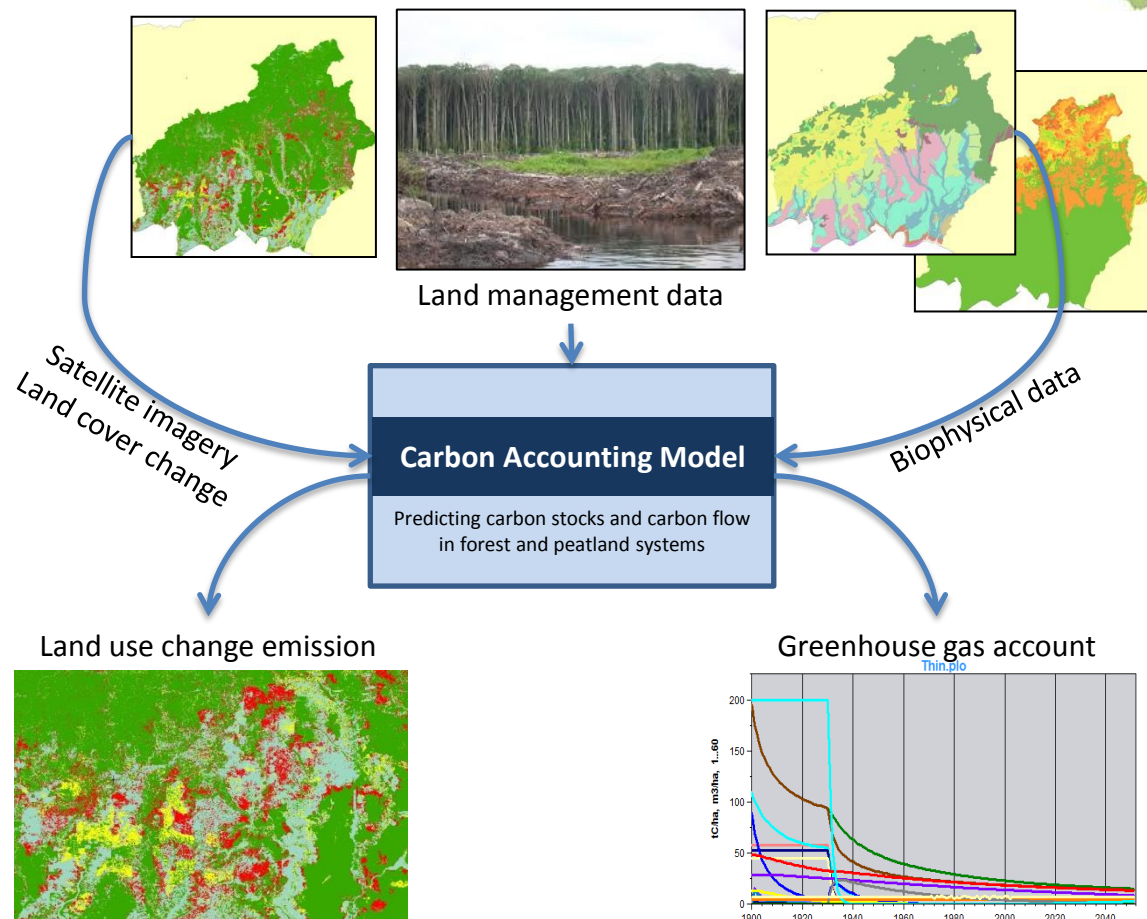 Land management data
Satellite imagery
Land cover change
Biophysical data
Carbon Accounting Model
Predicting carbon stocks and carbon flow
in forest and peatland systems
Land use change emission
Greenhouse gas account
Thin.plo
tC/ha, m3/ha, 1...60
200
150
100
50
0
1900 1920 1940 1960 1980 2000 2020 2040